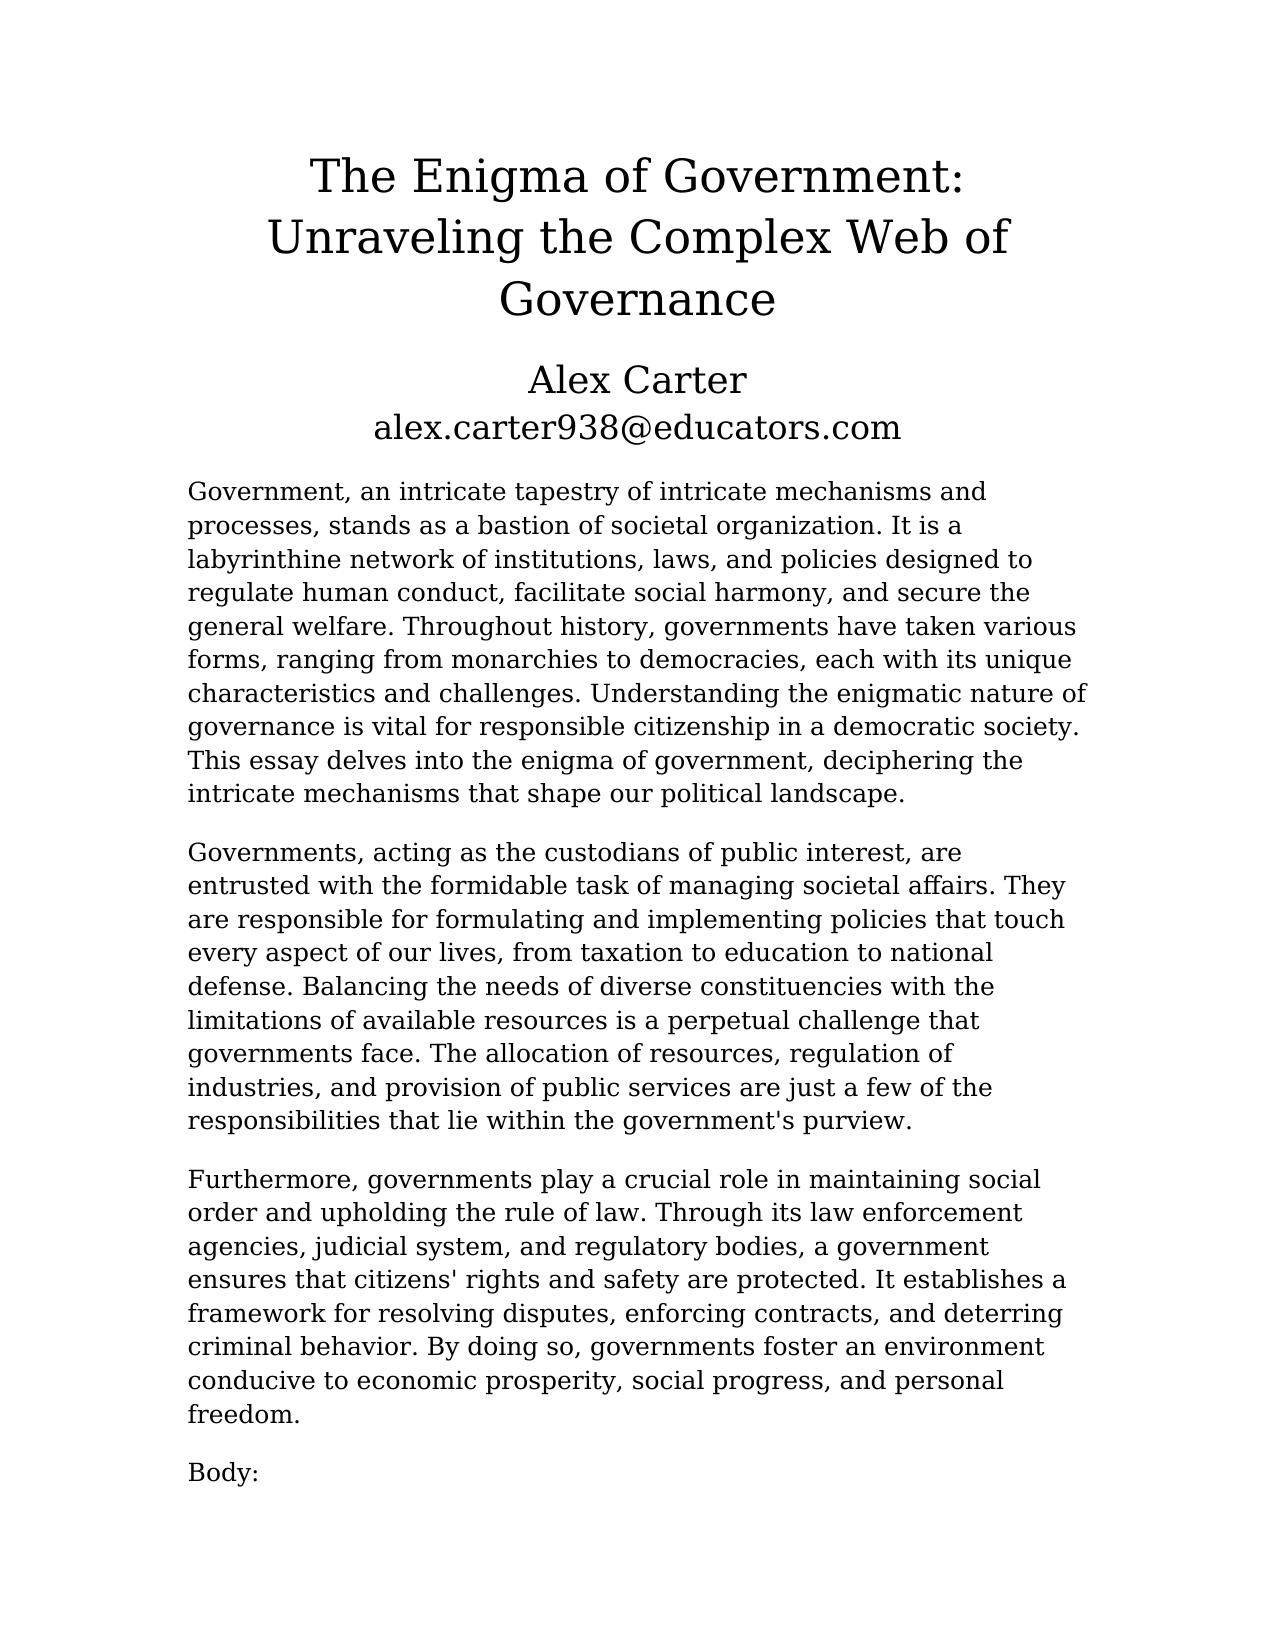 The Enigma of Government:
Unraveling the Complex Web of
Governance
Alex Carter
alex.carter938@educators.com
Government, an intricate tapestry of intricate mechanisms and
processes, stands as a bastion of societal organization. It is a
labyrinthine network of institutions, laws, and policies designed to
regulate human conduct, facilitate social harmony, and secure the
general welfare. Throughout history, governments have taken various
forms, ranging from monarchies to democracies, each with its unique
characteristics and challenges. Understanding the enigmatic nature of
governance is vital for responsible citizenship in a democratic society.
This essay delves into the enigma of government, deciphering the
intricate mechanisms that shape our political landscape.
Governments, acting as the custodians of public interest, are
entrusted with the formidable task of managing societal affairs. They
are responsible for formulating and implementing policies that touch
every aspect of our lives, from taxation to education to national
defense. Balancing the needs of diverse constituencies with the
limitations of available resources is a perpetual challenge that
governments face. The allocation of resources, regulation of
industries, and provision of public services are just a few of the
responsibilities that lie within the government's purview.
Furthermore, governments play a crucial role in maintaining social
order and upholding the rule of law. Through its law enforcement
agencies, judicial system, and regulatory bodies, a government
ensures that citizens' rights and safety are protected. It establishes a
framework for resolving disputes, enforcing contracts, and deterring
criminal behavior. By doing so, governments foster an environment
conducive to economic prosperity, social progress, and personal
freedom.
Body: